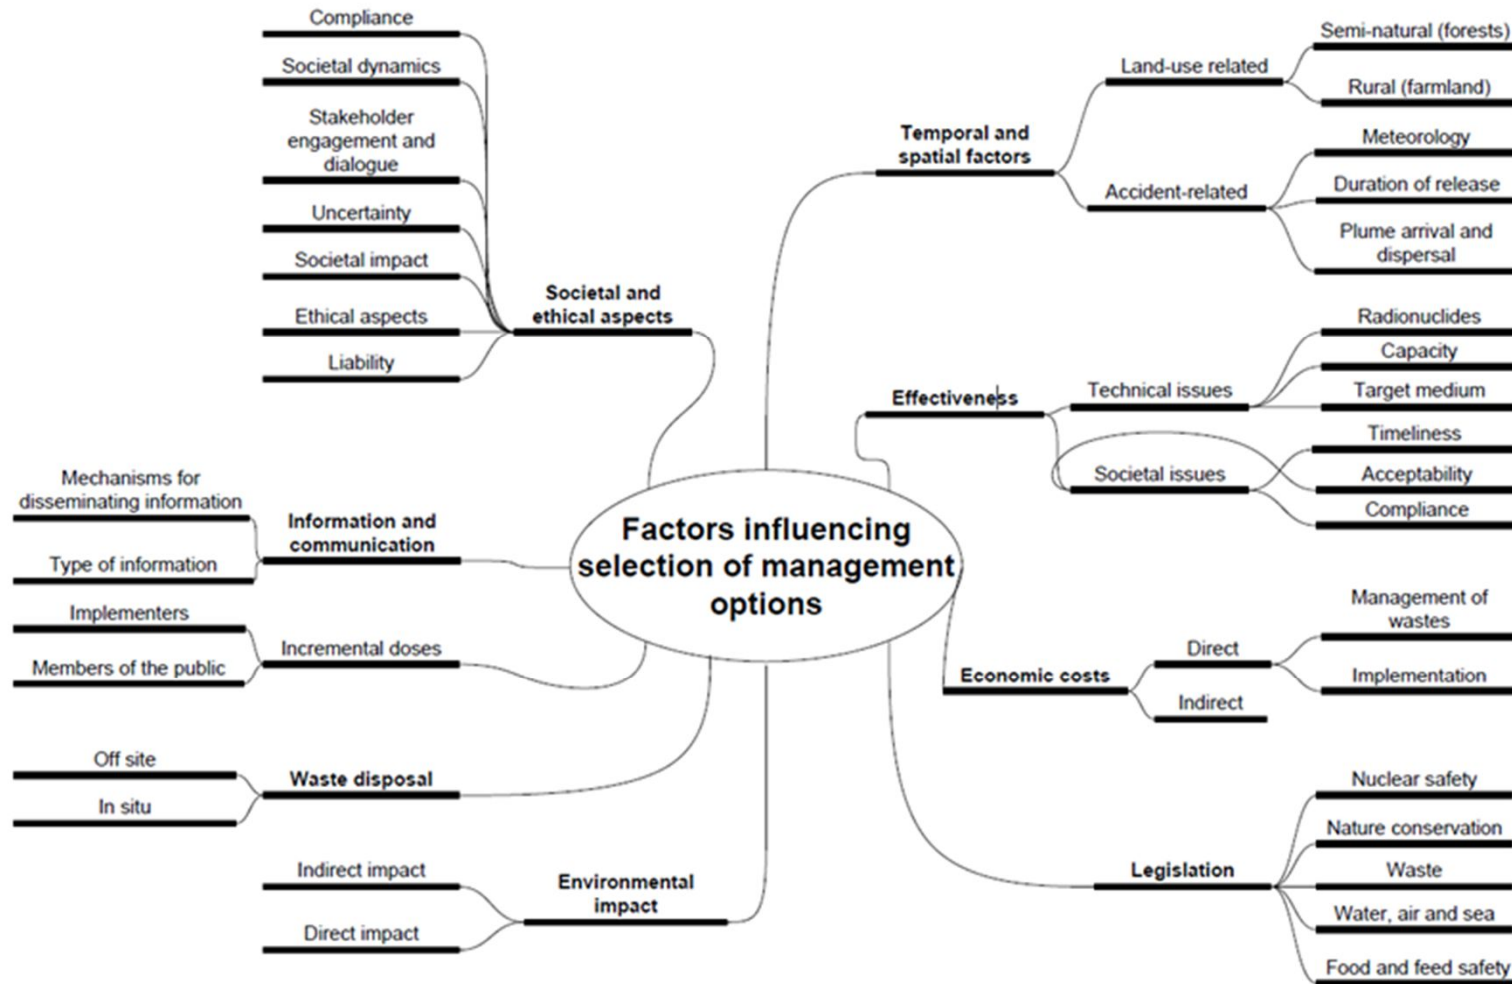 Compliance
Societal dynamics
Stakeholder
engagement and
dialogue
Uncertainty
Societal impact
Ethical aspects
Liability
Societal and
ethical aspects
Mechanisms for
disseminating information
Type of information
Information and
communication
Implementers
Members of the public
Incremental doses
Off site
In situ
Waste disposal
Indirect impact
Direct impact
Environmental
impact
Factors influencing
selection of management
options
Temporal and
spatial factors
Land-use related
Semi-natural (forests)
Rural (farmland)
Accident-related
Meteorology
Duration of release
Plume arrival and
dispersal
Effectiveness
Technical issues
Radionuclides
Capacity
Target medium
Societal issues
Timeliness
Acceptability
Compliance
Economic costs
Direct
Management of
wastes
Implementation
Indirect
Legislation
Nuclear safety
Nature conservation
Waste
Water, air and sea
Food and feed safety